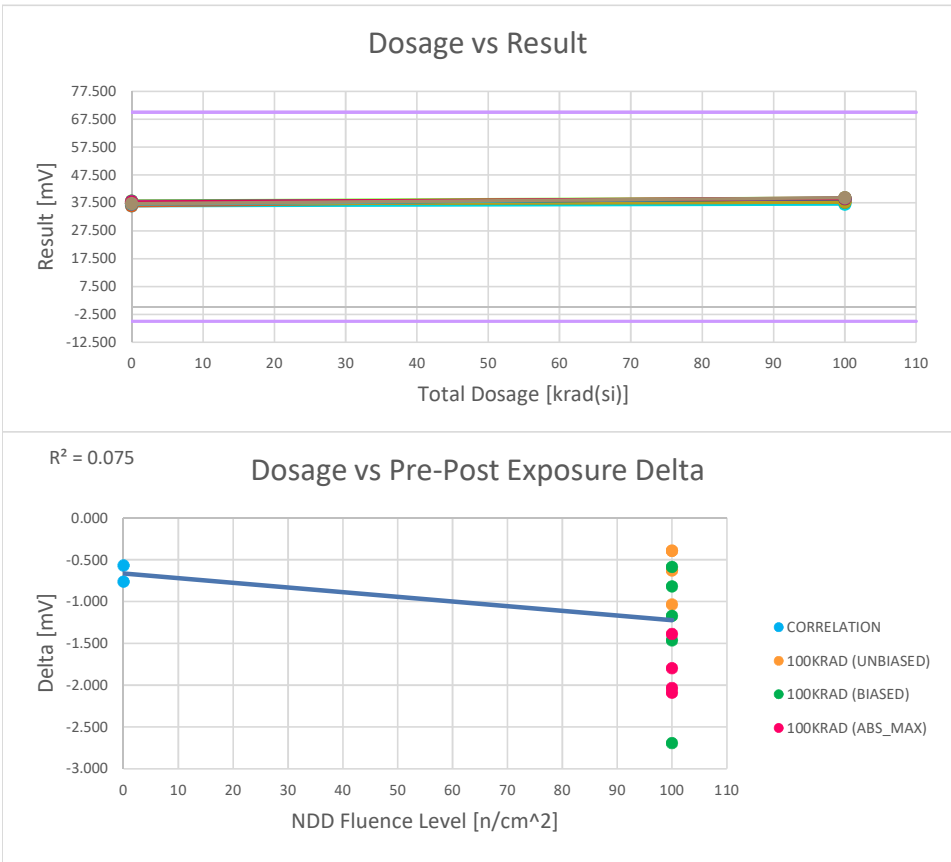 Dosage vs Result
Result [mV]
77.500
67.500
57.500
47.500
37.500
27.500
17.500
7.500
-2.500
-12.500
0 10 20 30 40 50 60 70 80 90 100 110
Total Dosage [krad(si)]
R² = 0.075
Dosage vs Pre-Post Exposure Delta
Delta [mV]
0.000
-0.500
-1.000
-1.500
-2.000
-2.500
-3.000
0 10 20 30 40 50 60 70 80 90 100 110
NDD Fluence Level [n/cm^2]
CORRELATION
100KRAD (UNBIASED)
100KRAD (BIASED)
100KRAD (ABS_MAX)